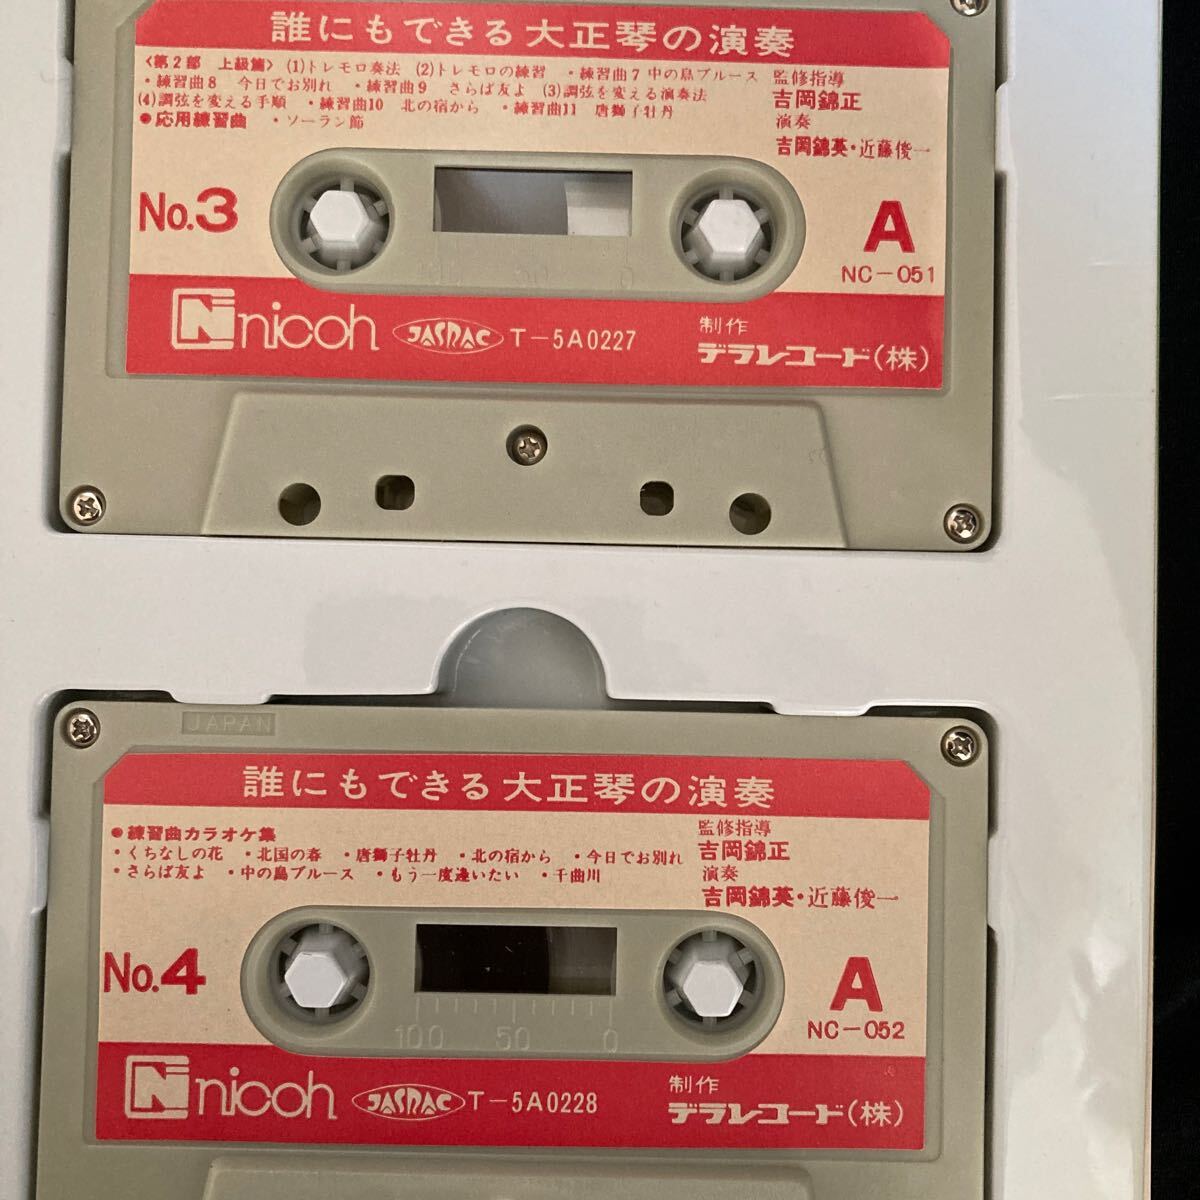 誰にもできる大正琴の演奏
〈第2部 上級篇〉 (1)トレモロ奏法 (2)トレモロの練習 ・練習曲7 中の島ブルース
・練習曲8 今日でお別れ ・練習曲9 さらば友よ (3)調弦を変える演奏法
(4)調弦を変える手順 ・練習曲10 北の宿から ・練習曲11 唐獅子牡丹
●応用練習曲 ・ソーラン節
監修指導
吉岡錦正
演奏
吉岡錦英・近藤俊一
No.3
A
NC-051
N nicoh
JASRAC T-5A0227
制作
デラレコード(株)
100 50 0
JAPAN
誰にもできる大正琴の演奏
●練習曲カラオケ集
・くちなしの花 ・北国の春 ・唐獅子牡丹 ・北の宿から ・今日でお別れ
・さらば友よ ・中の島ブルース ・もう一度逢いたい ・千曲川
監修指導
吉岡錦正
演奏
吉岡錦英・近藤俊一
No.4
A
NC-052
100 50 0
N nicoh
JASRAC T-5A0228
制作
デラレコード(株)